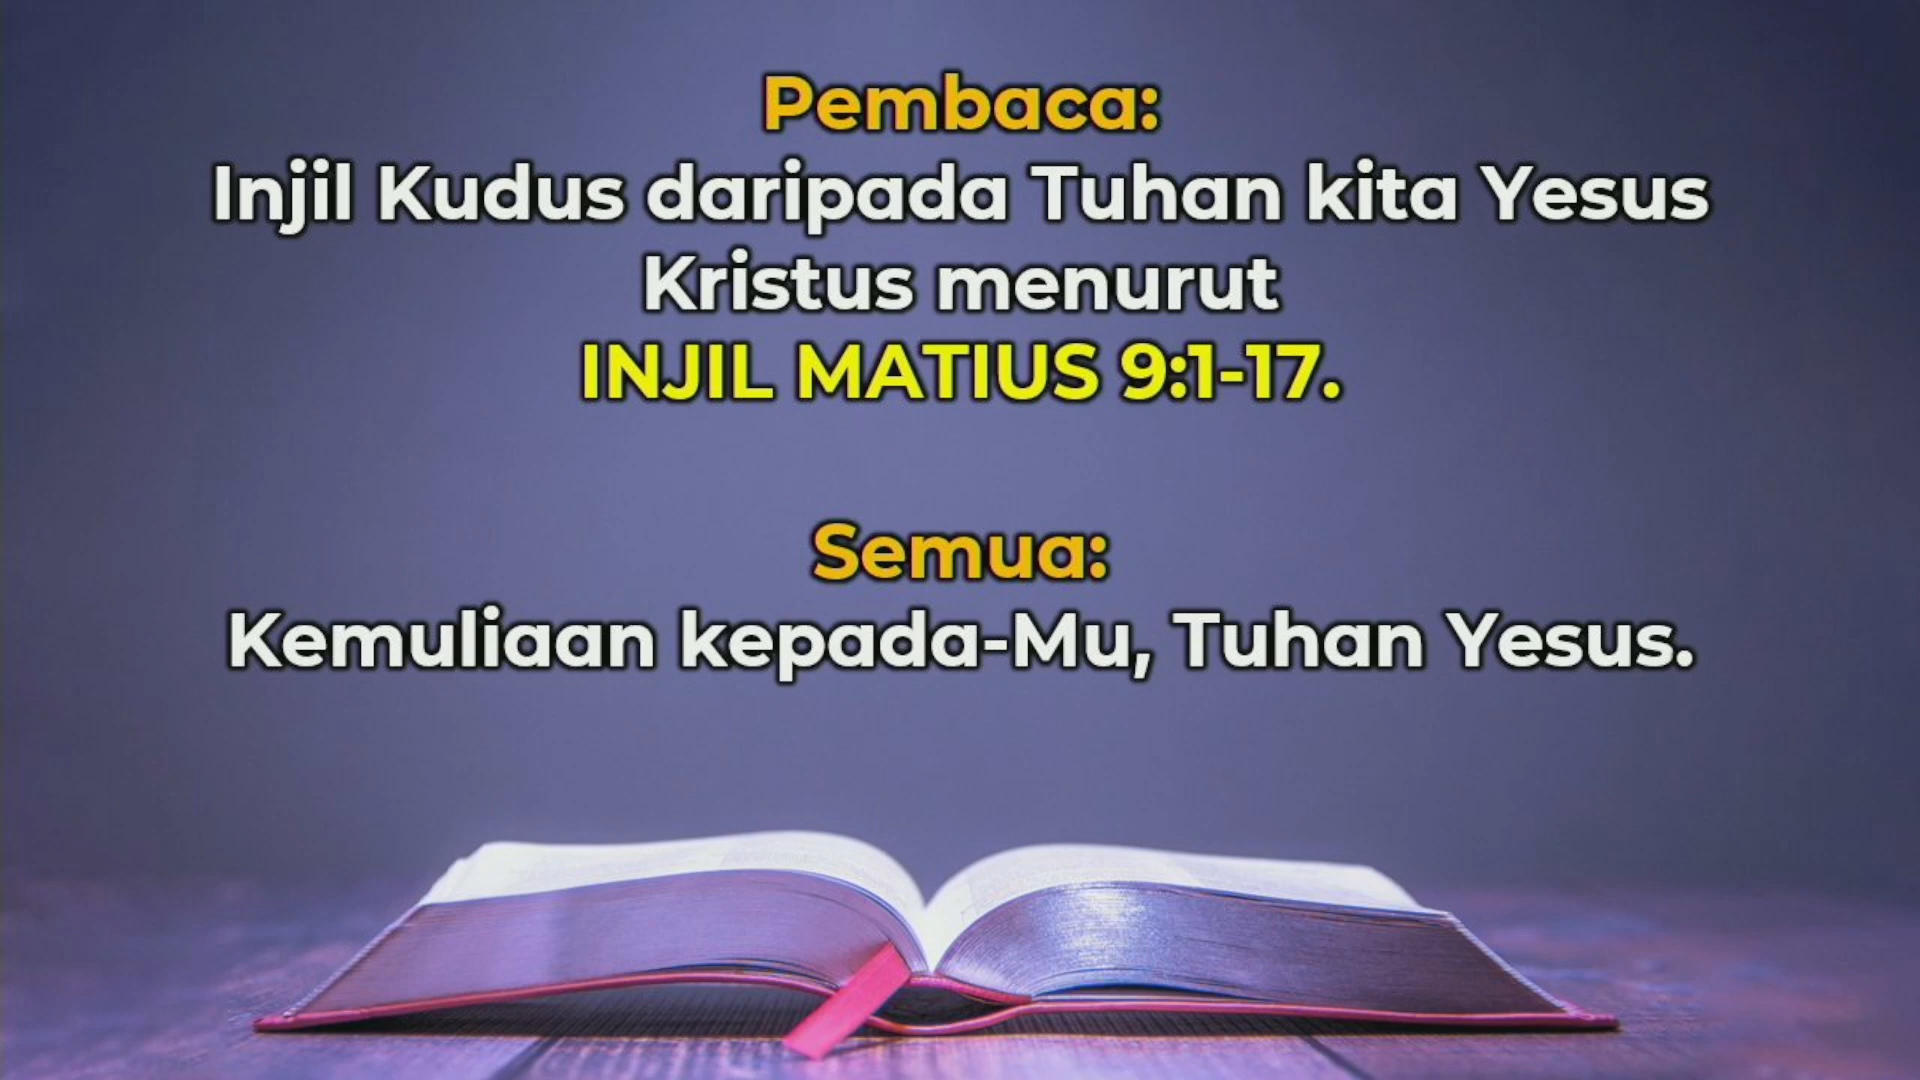 Pembaca:
Injil Kudus daripada Tuhan kita Yesus
Kristus menurut
INJIL MATIUS 9:1-17.
Semua:
Kemuliaan kepada-Mu, Tuhan Yesus.